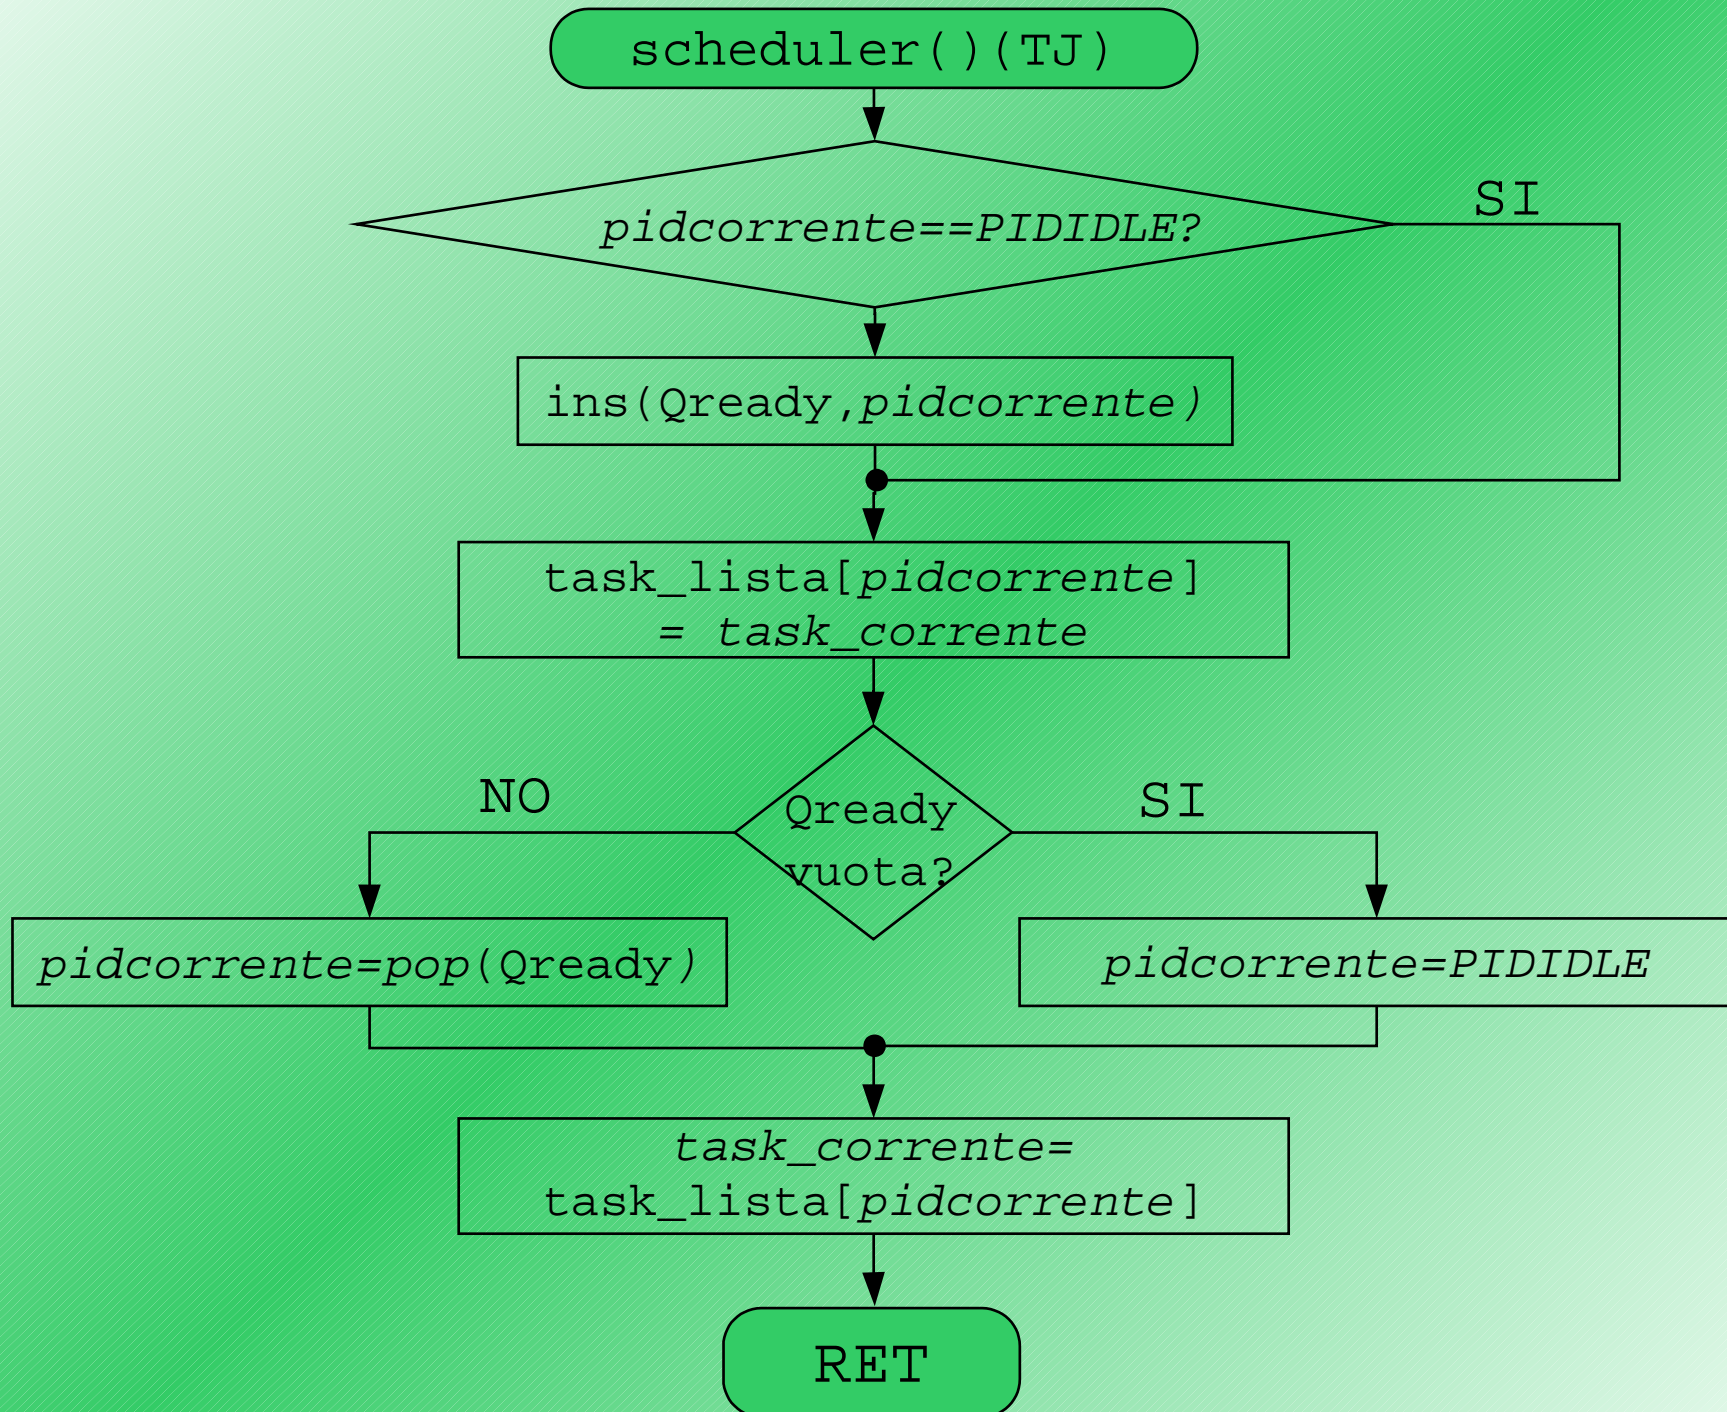 scheduler()(TJ)
pidcorrente==PIDIDLE?
SI
ins(Qready,pidcorrente)
task_lista[pidcorrente]
= task_corrente
NO
Qready
vuota?
SI
pidcorrente=pop(Qready)
pidcorrente=PIDIDLE
task_corrente=
task_lista[pidcorrente]
RET